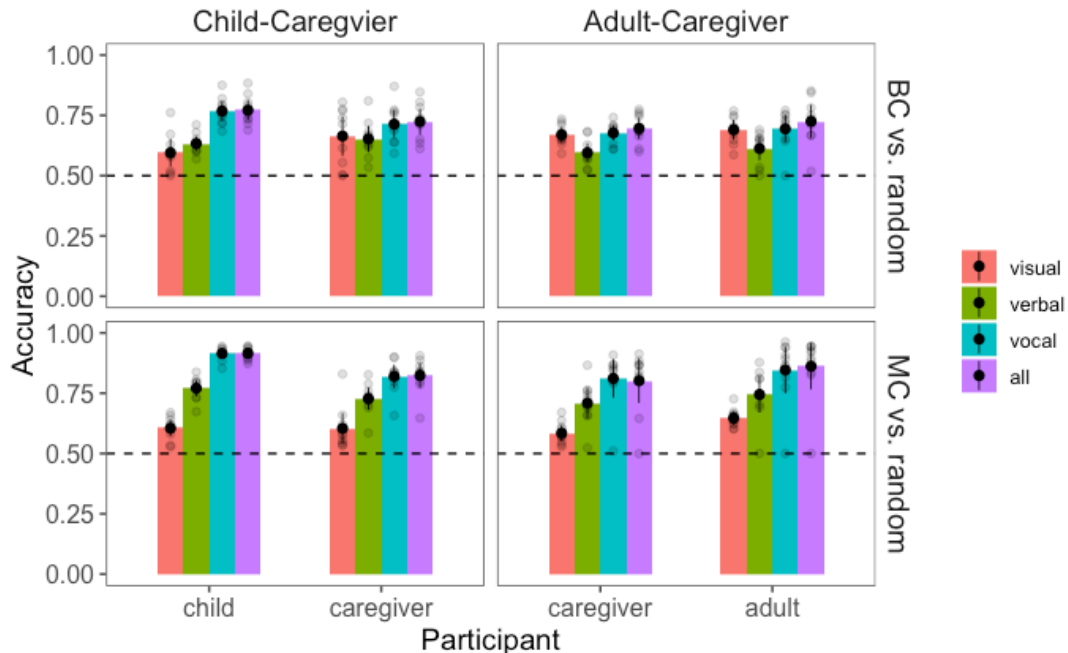 Child-Caregvier
Adult-Caregiver
1.00
0.75
0.50
0.25
0.00
BC vs. random
Accuracy
1.00
0.75
0.50
0.25
0.00
MC vs. random
child
caregiver
caregiver
adult
Participant
visual
verbal
vocal
all